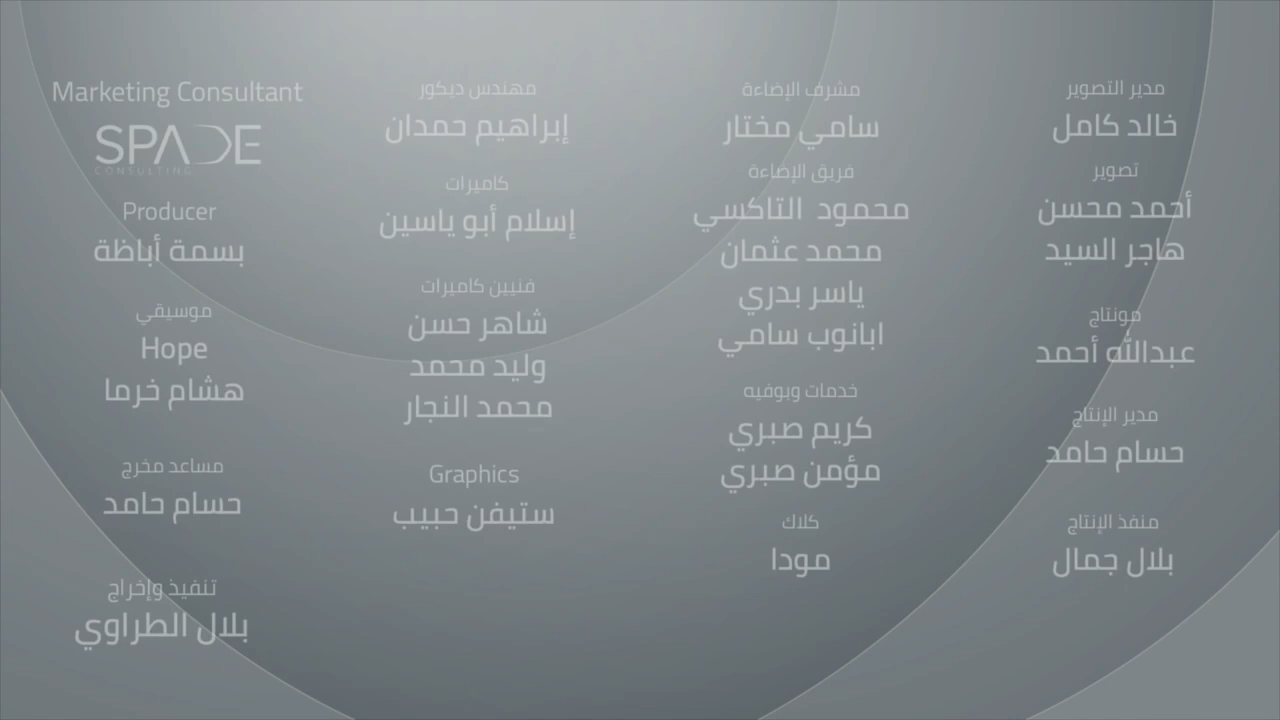 مدير التصوير
خالد كامل
تصوير
أحمد محسن
هاجر السيد
مونتاج
عبدالله أحمد
مدير الإنتاج
حسام حامد
منفذ الإنتاج
بلال جمال
مشرف الإضاءة
سامي مختار
فريق الإضاءة
محمود التاكسي
محمد عثمان
ياسر بدري
ابانوب سامي
خدمات وبوفيه
كريم صبري
مؤمن صبري
كلاك
مودا
مهندس ديكور
إبراهيم حمدان
كاميرات
إسلام أبو ياسين
فنيين كاميرات
شاهر حسن
وليد محمد
محمد النجار
Graphics
ستيفن حبيب
Marketing Consultant
SPADE
CONSULTING
Producer
بسمة أباظة
موسيقي
Hope
هشام خرما
مساعد مخرج
حسام حامد
تنفيذ وإخراج
بلال الطراوي